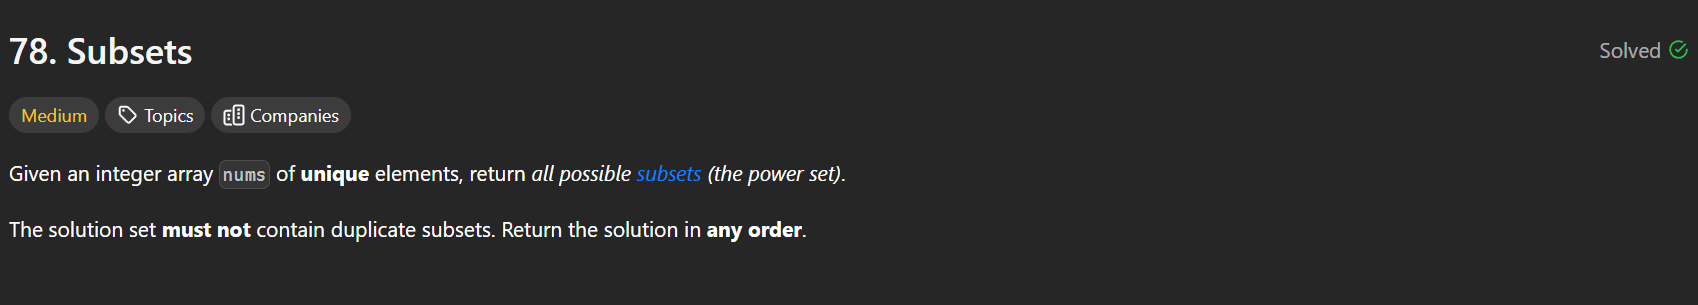 78. Subsets
Solved
Medium Topics Companies
Given an integer array nums of unique elements, return all possible subsets (the power set).
The solution set must not contain duplicate subsets. Return the solution in any order.